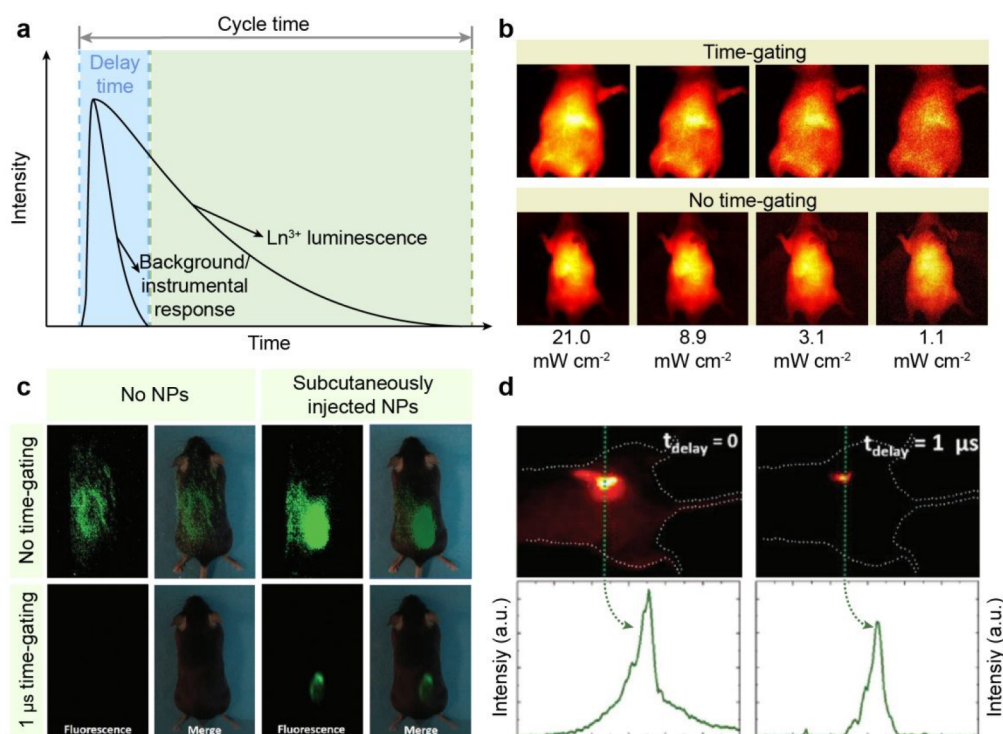 a
Cycle time
Delay
time
Intensity
Ln³⁺ luminescence
Background/
instrumental
response
Time
b
Time-gating
No time-gating
21.0
mW cm⁻²
8.9
mW cm⁻²
3.1
mW cm⁻²
1.1
mW cm⁻²
c
No NPs
Subcutaneously
injected NPs
No time-gating
1 μs time-gating
Fluorescence
Merge
Fluorescence
Merge
d
t_delay = 0
t_delay = 1 μs
Intensiy (a.u.)
Intensiy (a.u.)